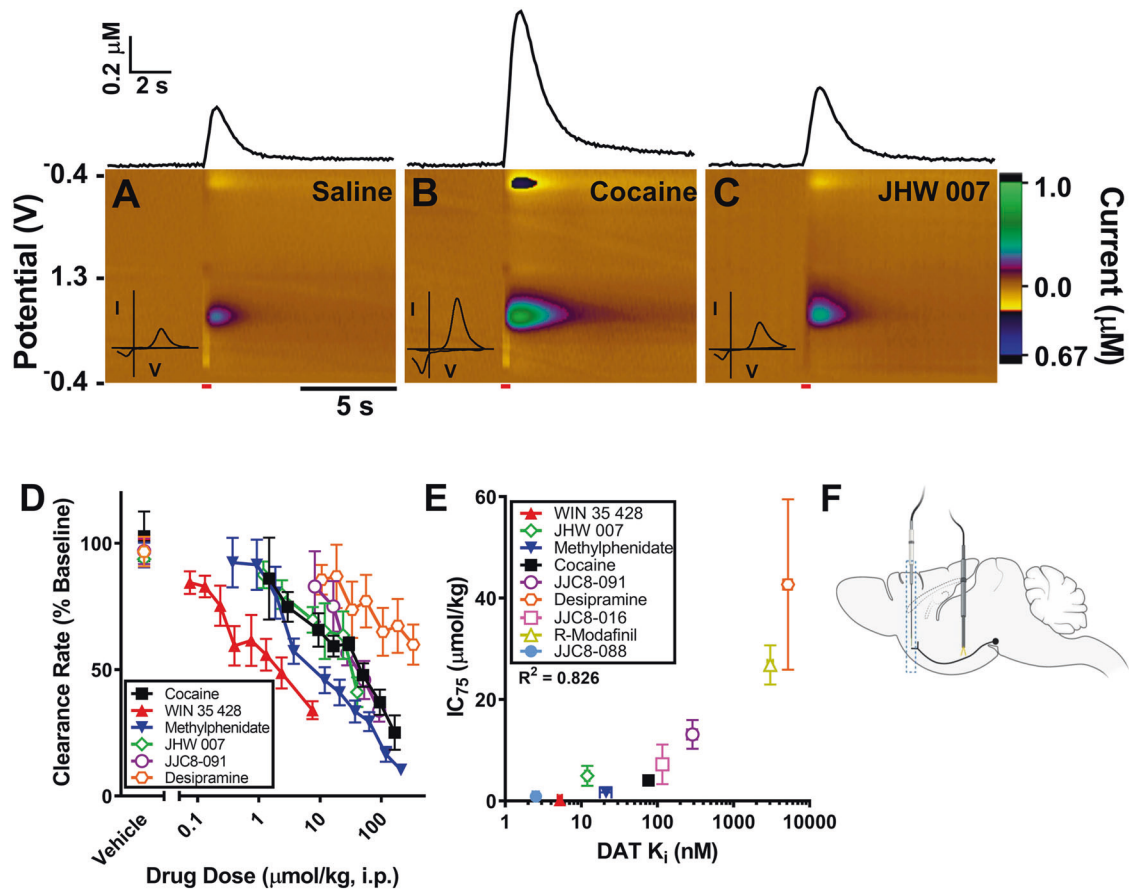 0.2 µM
2 s
-0.4
1.3
-0.4
Potential (V)
A
Saline
I
V
B
Cocaine
I
V
C
JHW 007
I
V
1.0
0.0
0.67
Current (µM)
5 s
D
100
50
0
Clearance Rate (% Baseline)
Cocaine
WIN 35 428
Methylphenidate
JHW 007
JJC8-091
Desipramine
Vehicle
0.1
1
10
100
Drug Dose (µmol/kg, i.p.)
E
60
40
20
0
IC75 (µmol/kg)
WIN 35 428
JHW 007
Methylphenidate
Cocaine
JJC8-091
Desipramine
JJC8-016
R-Modafinil
JJC8-088
R² = 0.826
1
10
100
1000
10000
DAT Ki (nM)
F